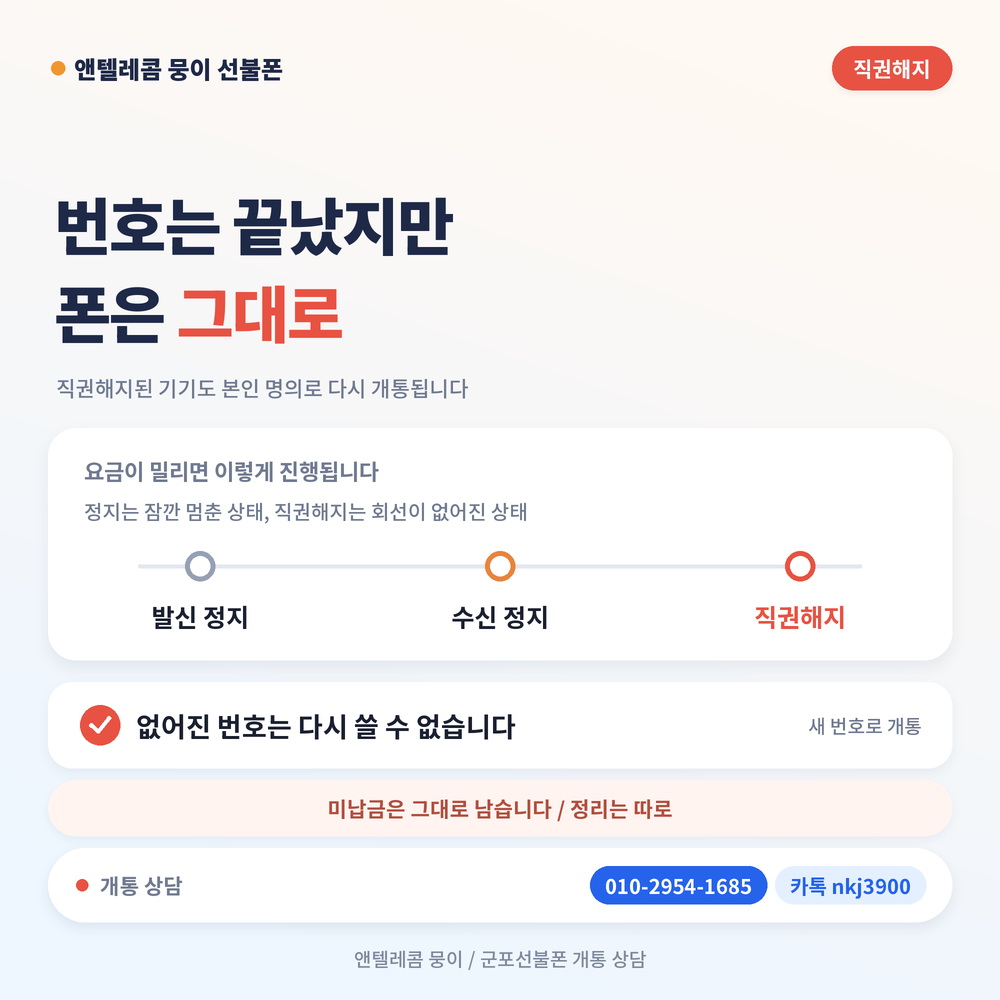 앤텔레콤 뭉이 선불폰
직권해지
번호는 끝났지만
폰은 그대로
직권해지된 기기도 본인 명의로 다시 개통됩니다
요금이 밀리면 이렇게 진행됩니다
정지는 잠깐 멈춘 상태, 직권해지는 회선이 없어진 상태
발신 정지
수신 정지
직권해지
없어진 번호는 다시 쓸 수 없습니다
새 번호로 개통
미납금은 그대로 남습니다 / 정리는 따로
개통 상담
010-2954-1685
카톡 nkj3900
앤텔레콤 뭉이 / 군포선불폰 개통 상담